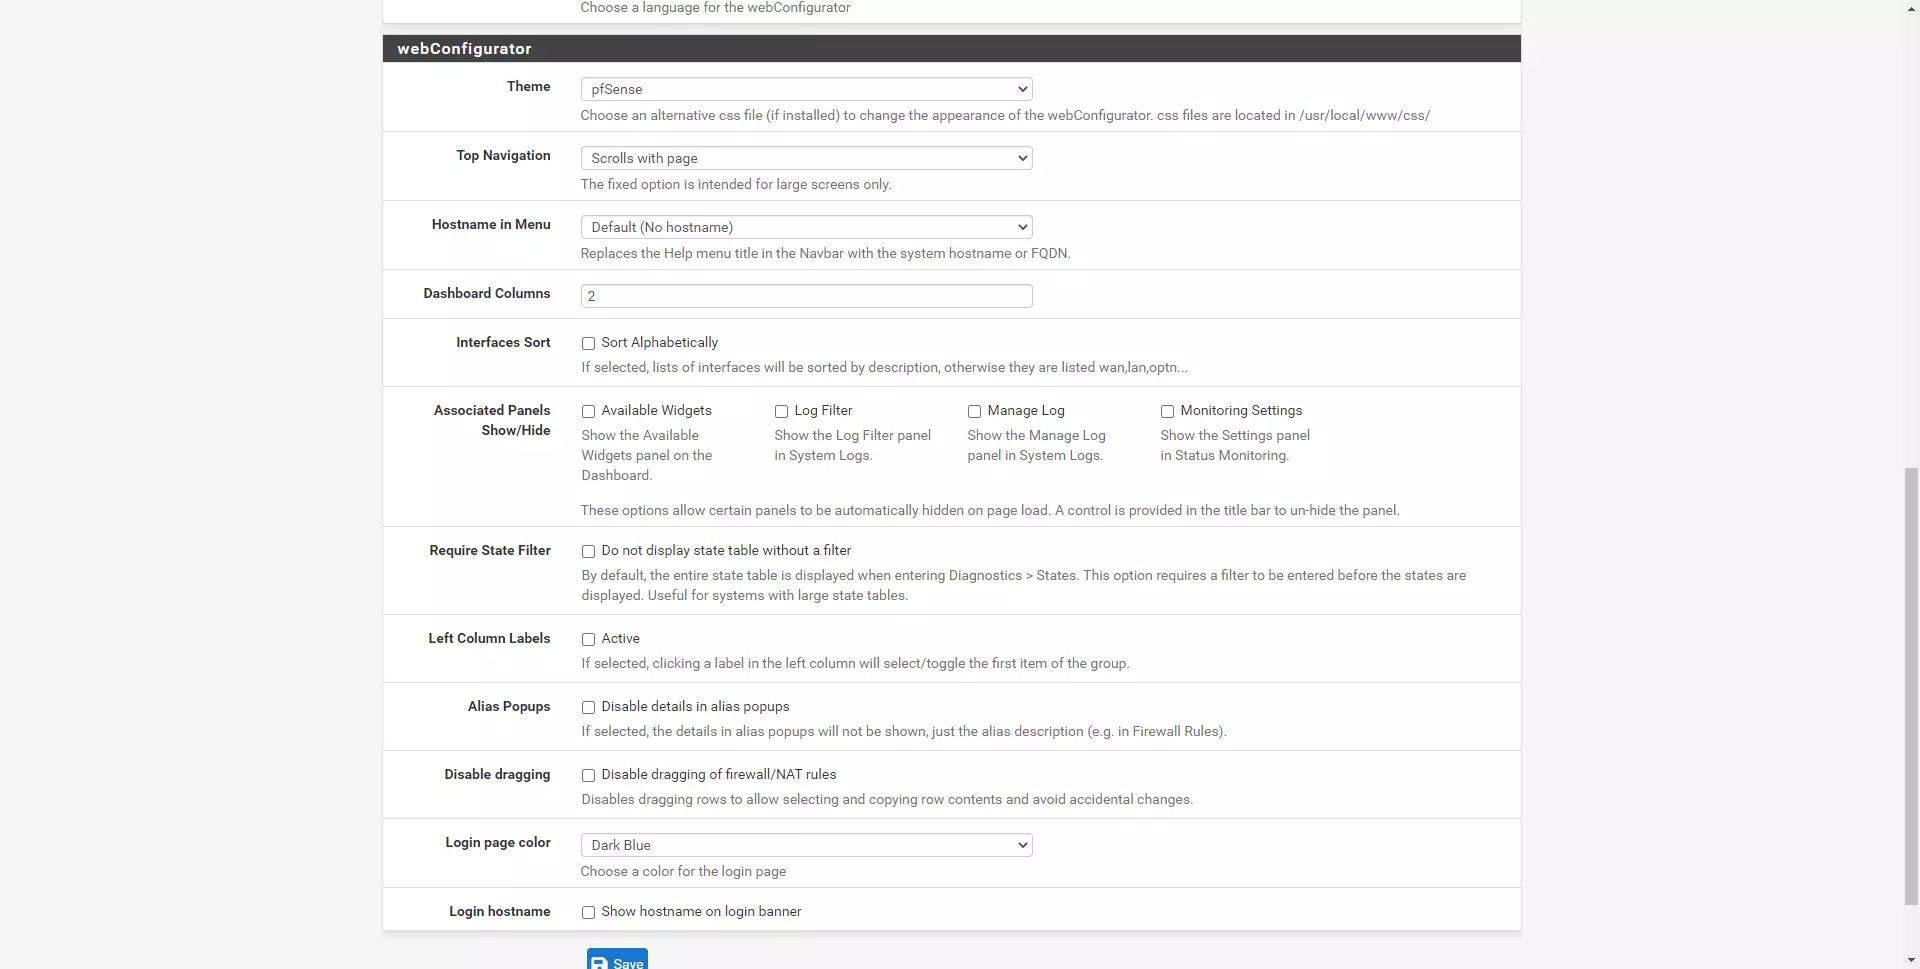 Choose a language for the webConfigurator
webConfigurator
Theme
pfSense
Choose an alternative css file (if installed) to change the appearance of the webConfigurator. css files are located in /usr/local/www/css/
Top Navigation
Scrolls with page
The fixed option is intended for large screens only.
Hostname in Menu
Default (No hostname)
Replaces the Help menu title in the Navbar with the system hostname or FQDN.
Dashboard Columns
2
Interfaces Sort
Sort Alphabetically
If selected, lists of interfaces will be sorted by description, otherwise they are listed wan,lan,optn...
Associated Panels
Show/Hide
Available Widgets
Show the Available
Widgets panel on the
Dashboard.
Log Filter
Show the Log Filter panel
in System Logs.
Manage Log
Show the Manage Log
panel in System Logs.
Monitoring Settings
Show the Settings panel
in Status Monitoring.
These options allow certain panels to be automatically hidden on page load. A control is provided in the title bar to un-hide the panel.
Require State Filter
Do not display state table without a filter
By default, the entire state table is displayed when entering Diagnostics > States. This option requires a filter to be entered before the states are
displayed. Useful for systems with large state tables.
Left Column Labels
Active
If selected, clicking a label in the left column will select/toggle the first item of the group.
Alias Popups
Disable details in alias popups
If selected, the details in alias popups will not be shown, just the alias description (e.g. in Firewall Rules).
Disable dragging
Disable dragging of firewall/NAT rules
Disables dragging rows to allow selecting and copying row contents and avoid accidental changes.
Login page color
Dark Blue
Choose a color for the login page
Login hostname
Show hostname on login banner
Save